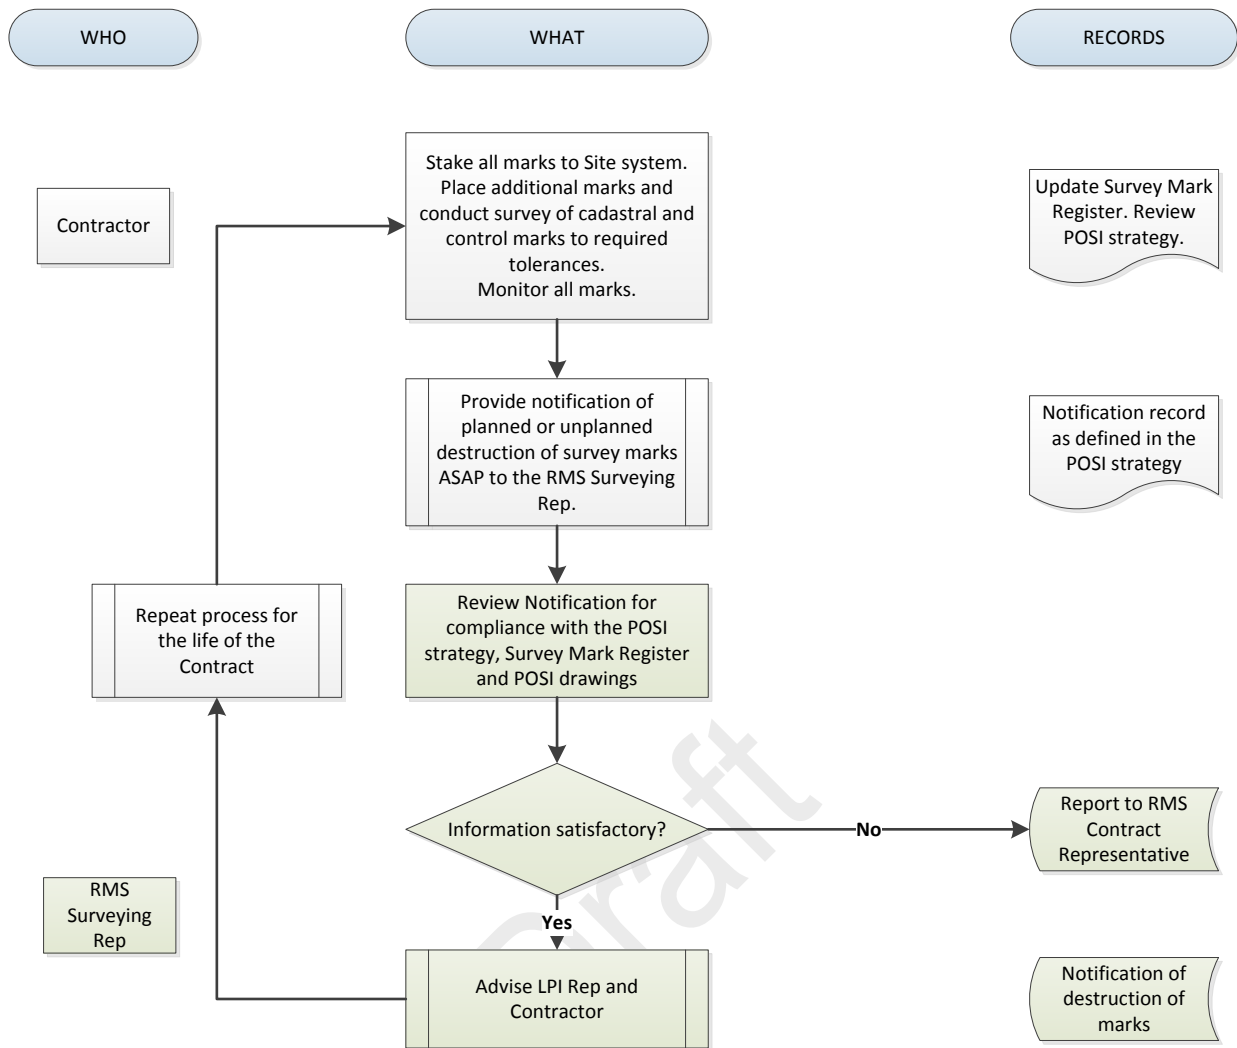 WHO
WHAT
RECORDS
Contractor
Stake all marks to Site system.
Place additional marks and
conduct survey of cadastral and
control marks to required
tolerances.
Monitor all marks.
Update Survey Mark
Register. Review
POSI strategy.
Provide notification of
planned or unplanned
destruction of survey marks
ASAP to the RMS Surveying
Rep.
Notification record
as defined in the
POSI strategy
Repeat process for
the life of the
Contract
Review Notification for
compliance with the POSI
strategy, Survey Mark Register
and POSI drawings
Information satisfactory?
No
Report to RMS
Contract
Representative
RMS
Surveying
Rep
Yes
Advise LPI Rep and
Contractor
Notification of
destruction of
marks
Draft